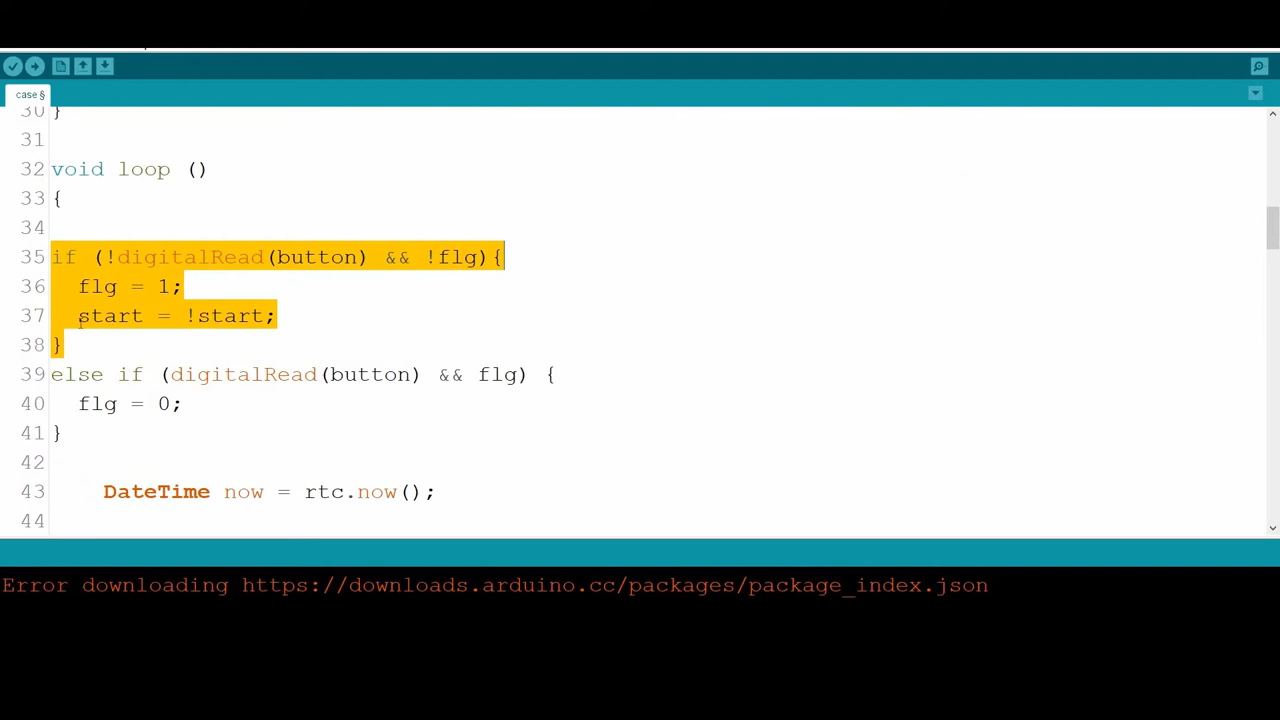 case §
30 }
31
32 void loop ()
33 {
34
35 if (!digitalRead(button) && !flg){
36 flg = 1;
37 start = !start;
38 }
39 else if (digitalRead(button) && flg) {
40 flg = 0;
41 }
42
43 DateTime now = rtc.now();
44
Error downloading https://downloads.arduino.cc/packages/package_index.json